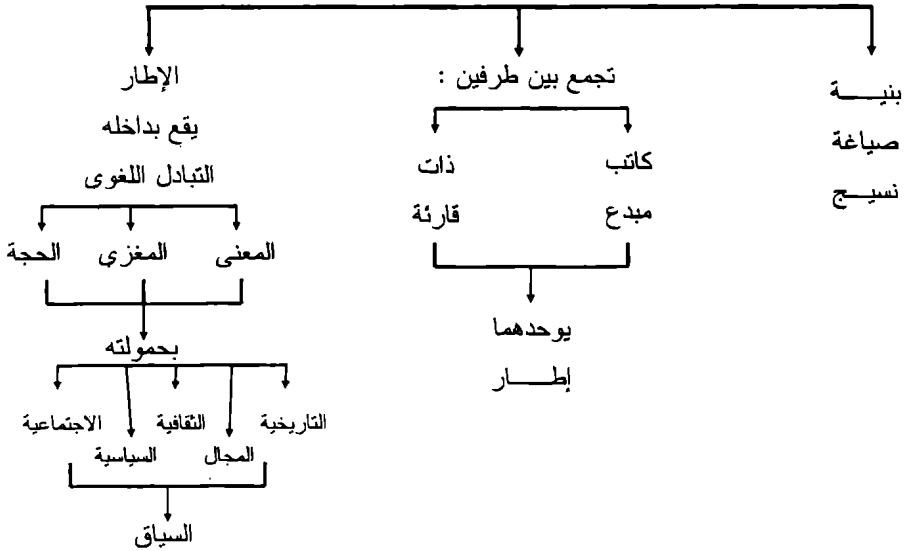 بنيـــة
صياغة
نسيـــج
تجمع بين طرفين :
كاتب ذات
مبدع قارئة
يوحدهما
إطـــــار
الإطار
يقع بداخله
التبادل اللغوى
المعنى المغزى الحجة
بحمولته
التاريخية الثقافية الاجتماعية
المجال السياسية
السياق